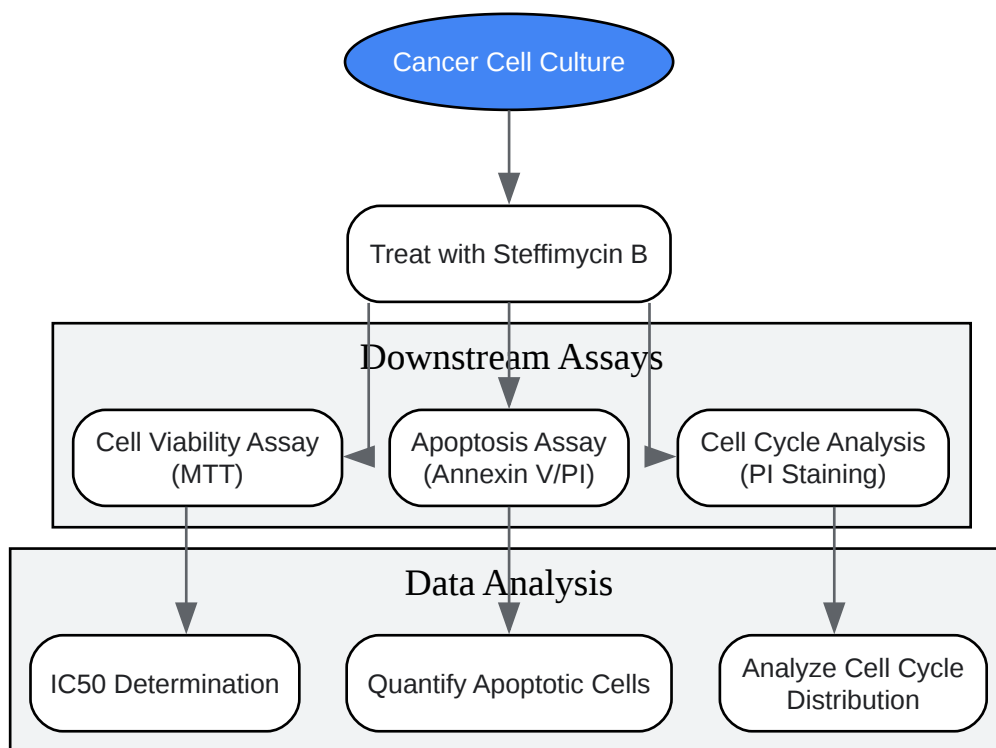 Cancer Cell Culture
Treat with Steffimycin B
Downstream Assays
Cell Viability Assay
(MTT)
Apoptosis Assay
(Annexin V/PI)
Cell Cycle Analysis
(PI Staining)
Data Analysis
IC50 Determination
Quantify Apoptotic Cells
Analyze Cell Cycle
Distribution